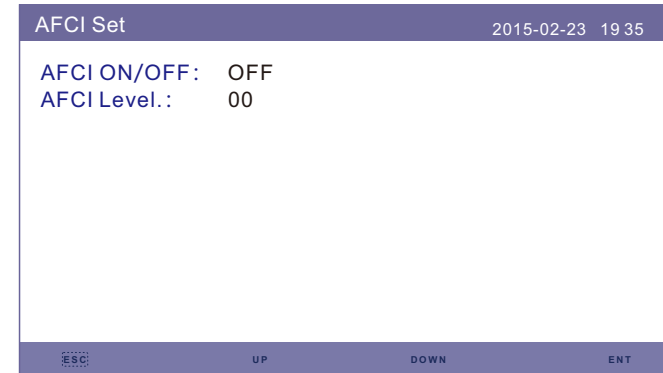 AFCI Set 2015-02-23 19 35
AFCI ON/OFF: OFF
AFCI Level.: 00
ESC UP DOWN ENT